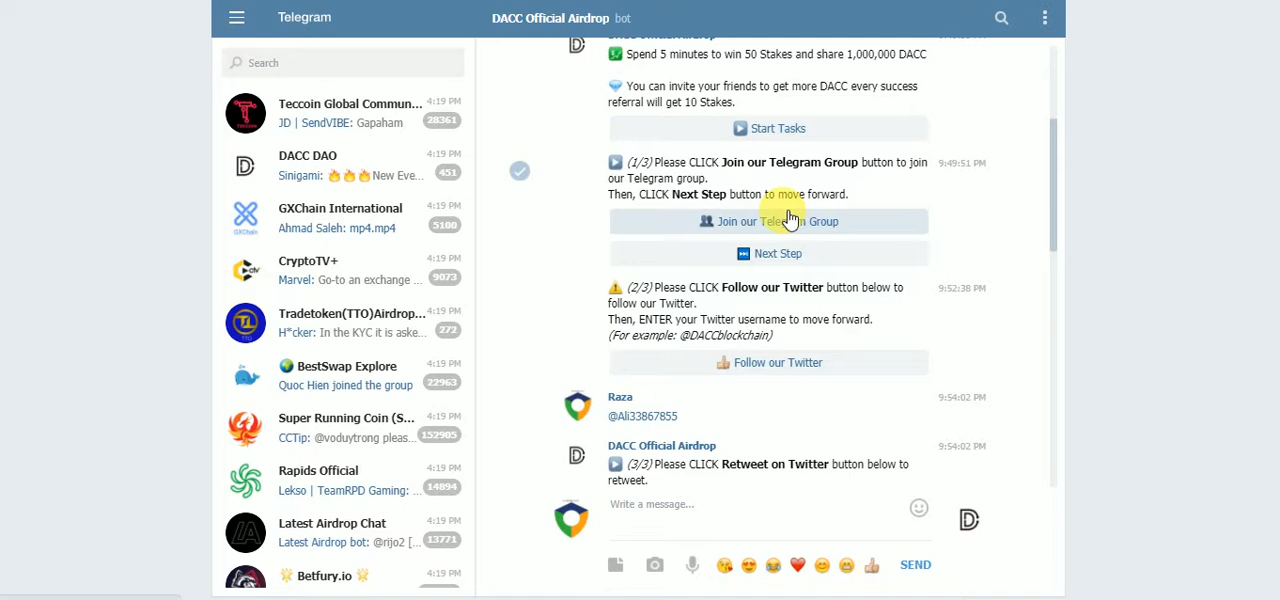 Telegram
DACC Official Airdrop bot
Search
Teccoin Global Commun... 4:19 PM
JD | SendVIBE: Gapaham 28361
DACC DAO 4:19 PM
Sinigami: 🔥🔥🔥New Eve... 451
GXChain International 4:19 PM
Ahmad Saleh: mp4.mp4 5100
CryptoTV+ 4:19 PM
Marvel: Go-to an exchange ... 9073
Tradetoken(TTO)Airdrop... 4:19 PM
H*cker: In the KYC it is aske... 272
🌍 BestSwap Explore 4:19 PM
Quoc Hien joined the group 22963
Super Running Coin (S... 4:19 PM
CCTip: @voduytrong pleas... 152905
Rapids Official 4:19 PM
Lekso | TeamRPD Gaming: ... 14894
Latest Airdrop Chat 4:19 PM
Latest Airdrop bot: @rijo2 [... 13771
🌟 Betfury.io 🌟 4:19 PM
💹 Spend 5 minutes to win 50 Stakes and share 1,000,000 DACC
💎 You can invite your friends to get more DACC every success
referral will get 10 Stakes.
▶️ Start Tasks
▶️ (1/3) Please CLICK Join our Telegram Group button to join 9:49:51 PM
our Telegram group.
Then, CLICK Next Step button to move forward.
👥 Join our Telegram Group
⏭ Next Step
⚠️ (2/3) Please CLICK Follow our Twitter button below to 9:52:38 PM
follow our Twitter.
Then, ENTER your Twitter username to move forward.
(For example: @DACCblockchain)
👍🏼 Follow our Twitter
Raza 9:54:02 PM
@Ali33867855
DACC Official Airdrop 9:54:02 PM
▶️ (3/3) Please CLICK Retweet on Twitter button below to
retweet.
Write a message...
SEND